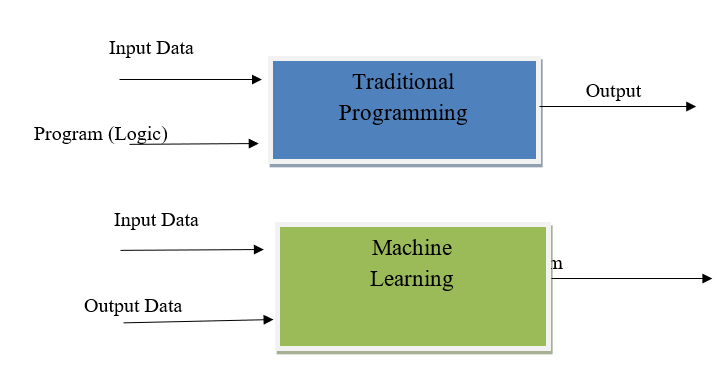 Input Data
Traditional
Programming
Output
Program (Logic)
Input Data
Machine
Learning
Output Data